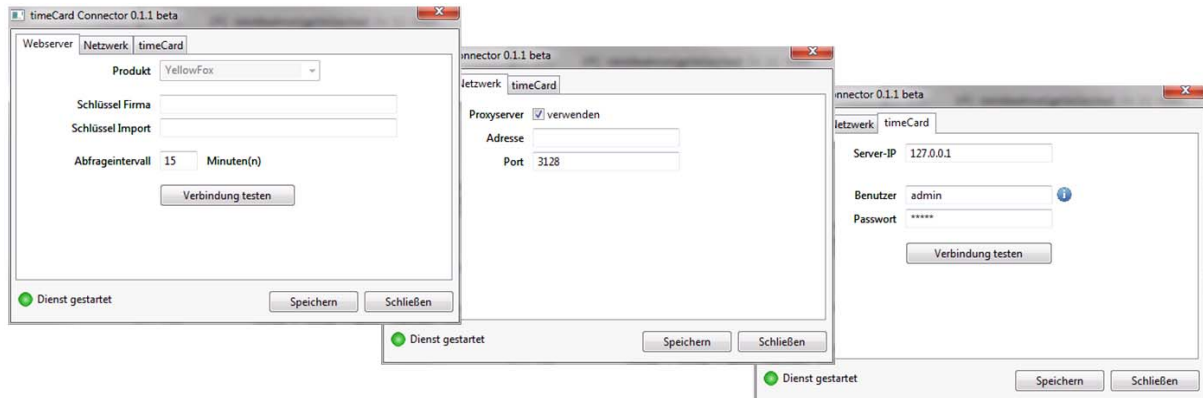 timeCard Connector 0.1.1 beta
Webserver Netzwerk timeCard
Produkt YellowFox
Schlüssel Firma
Schlüssel Import
Abfrageintervall 15 Minuten(n)
Verbindung testen
Dienst gestartet Speichern Schließen
onnector 0.1.1 beta
Netzwerk timeCard
Proxyserver verwenden
Adresse
Port 3128
Dienst gestartet Speichern Schließen
nnector 0.1.1 beta
letzwerk timeCard
Server-IP 127.0.0.1
Benutzer admin
Passwort *****
Verbindung testen
Dienst gestartet Speichern Schließen